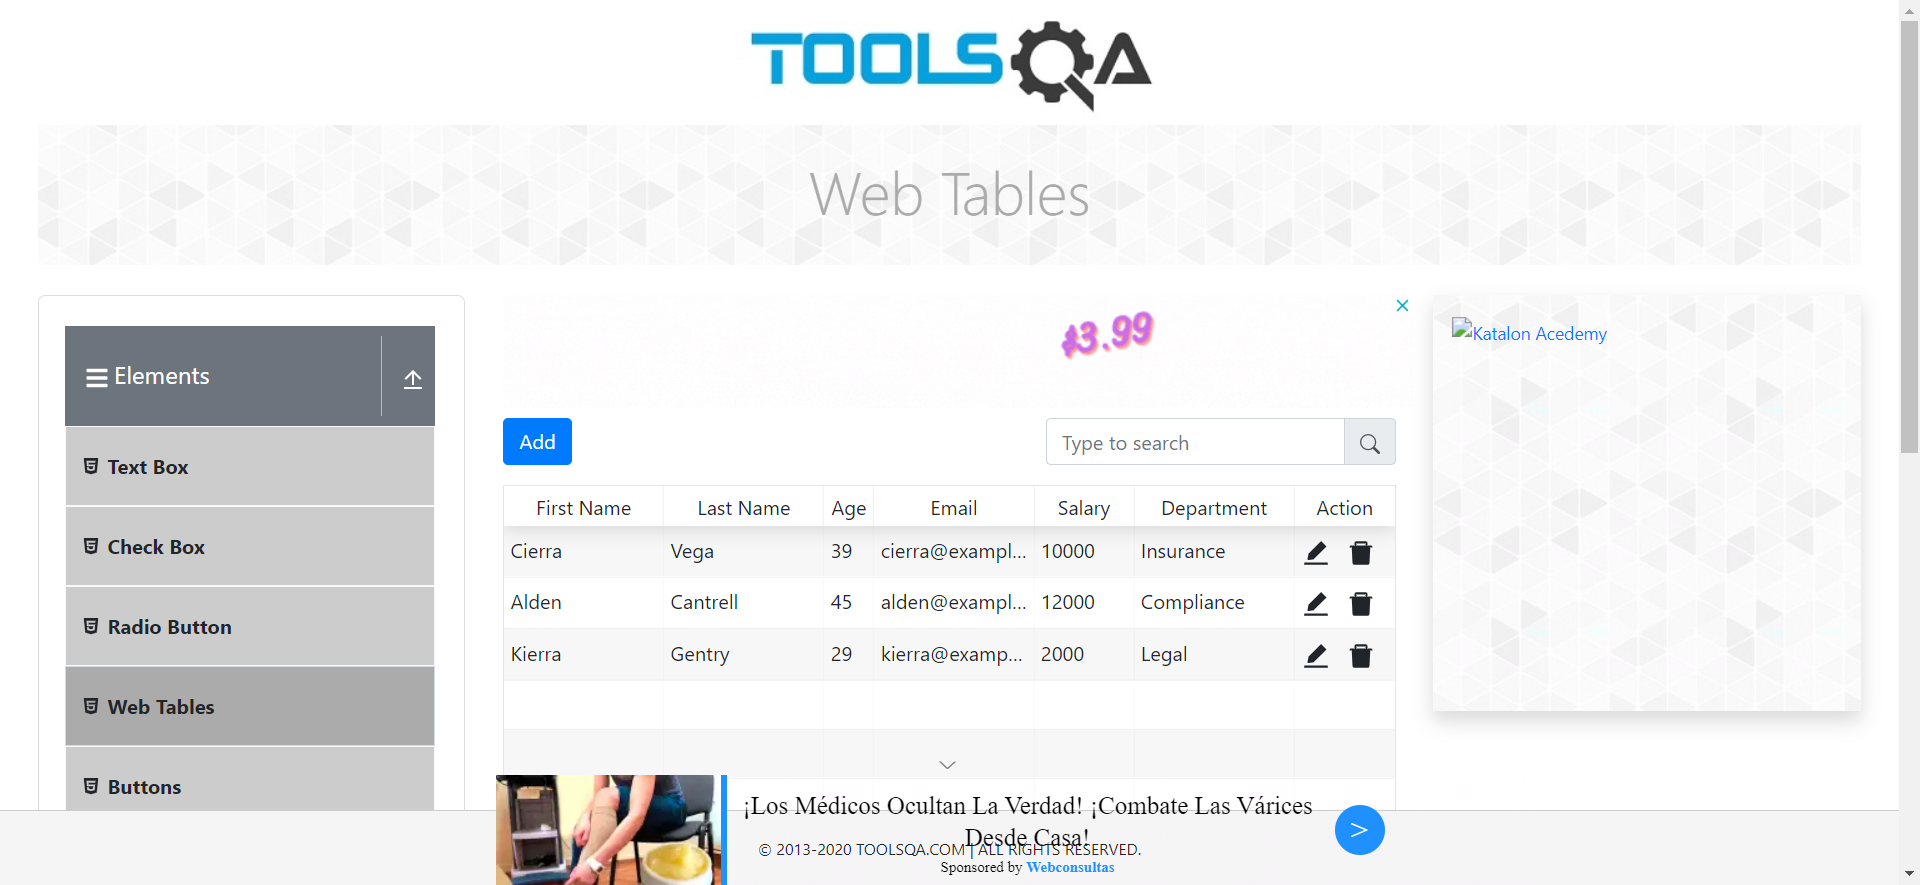 TOOLSQA
Web Tables
Elements
Text Box
Check Box
Radio Button
Web Tables
Buttons
$3.99
Add
Type to search
First Name Last Name Age Email Salary Department Action
Cierra Vega 39 cierra@exampl... 10000 Insurance
Alden Cantrell 45 alden@exampl... 12000 Compliance
Kierra Gentry 29 kierra@examp... 2000 Legal
Katalon Acedemy
¡Los Médicos Ocultan La Verdad! ¡Combate Las Várices
Desde Casa!
© 2013-2020 TOOLSQA.COM | ALL RIGHTS RESERVED.
Sponsored by Webconsultas